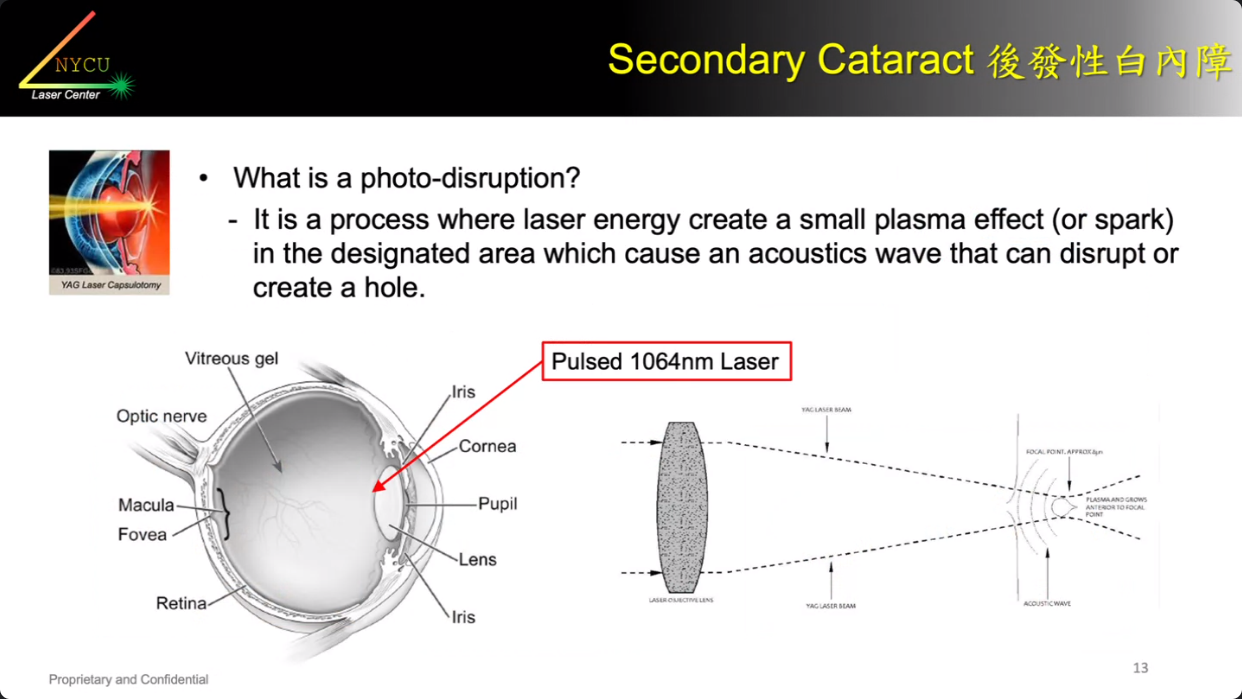 NYCU
Laser Center
Secondary Cataract 後發性白內障
• What is a photo-disruption?
- It is a process where laser energy create a small plasma effect (or spark)
in the designated area which cause an acoustics wave that can disrupt or
create a hole.
YAG Laser Capsulotomy
Pulsed 1064nm Laser
Vitreous gel
Optic nerve
Macula
Fovea
Retina
Iris
Cornea
Pupil
Lens
Iris
YAG LASER BEAM
FOCAL POINT, APPROX 8µn
PLASMA AND GROWS
ANTERIOR TO FOCAL
POINT
LASER OBJECTIVE LENS
YAG LASER BEAM
ACOUSTIC WAVE
Proprietary and Confidential
13